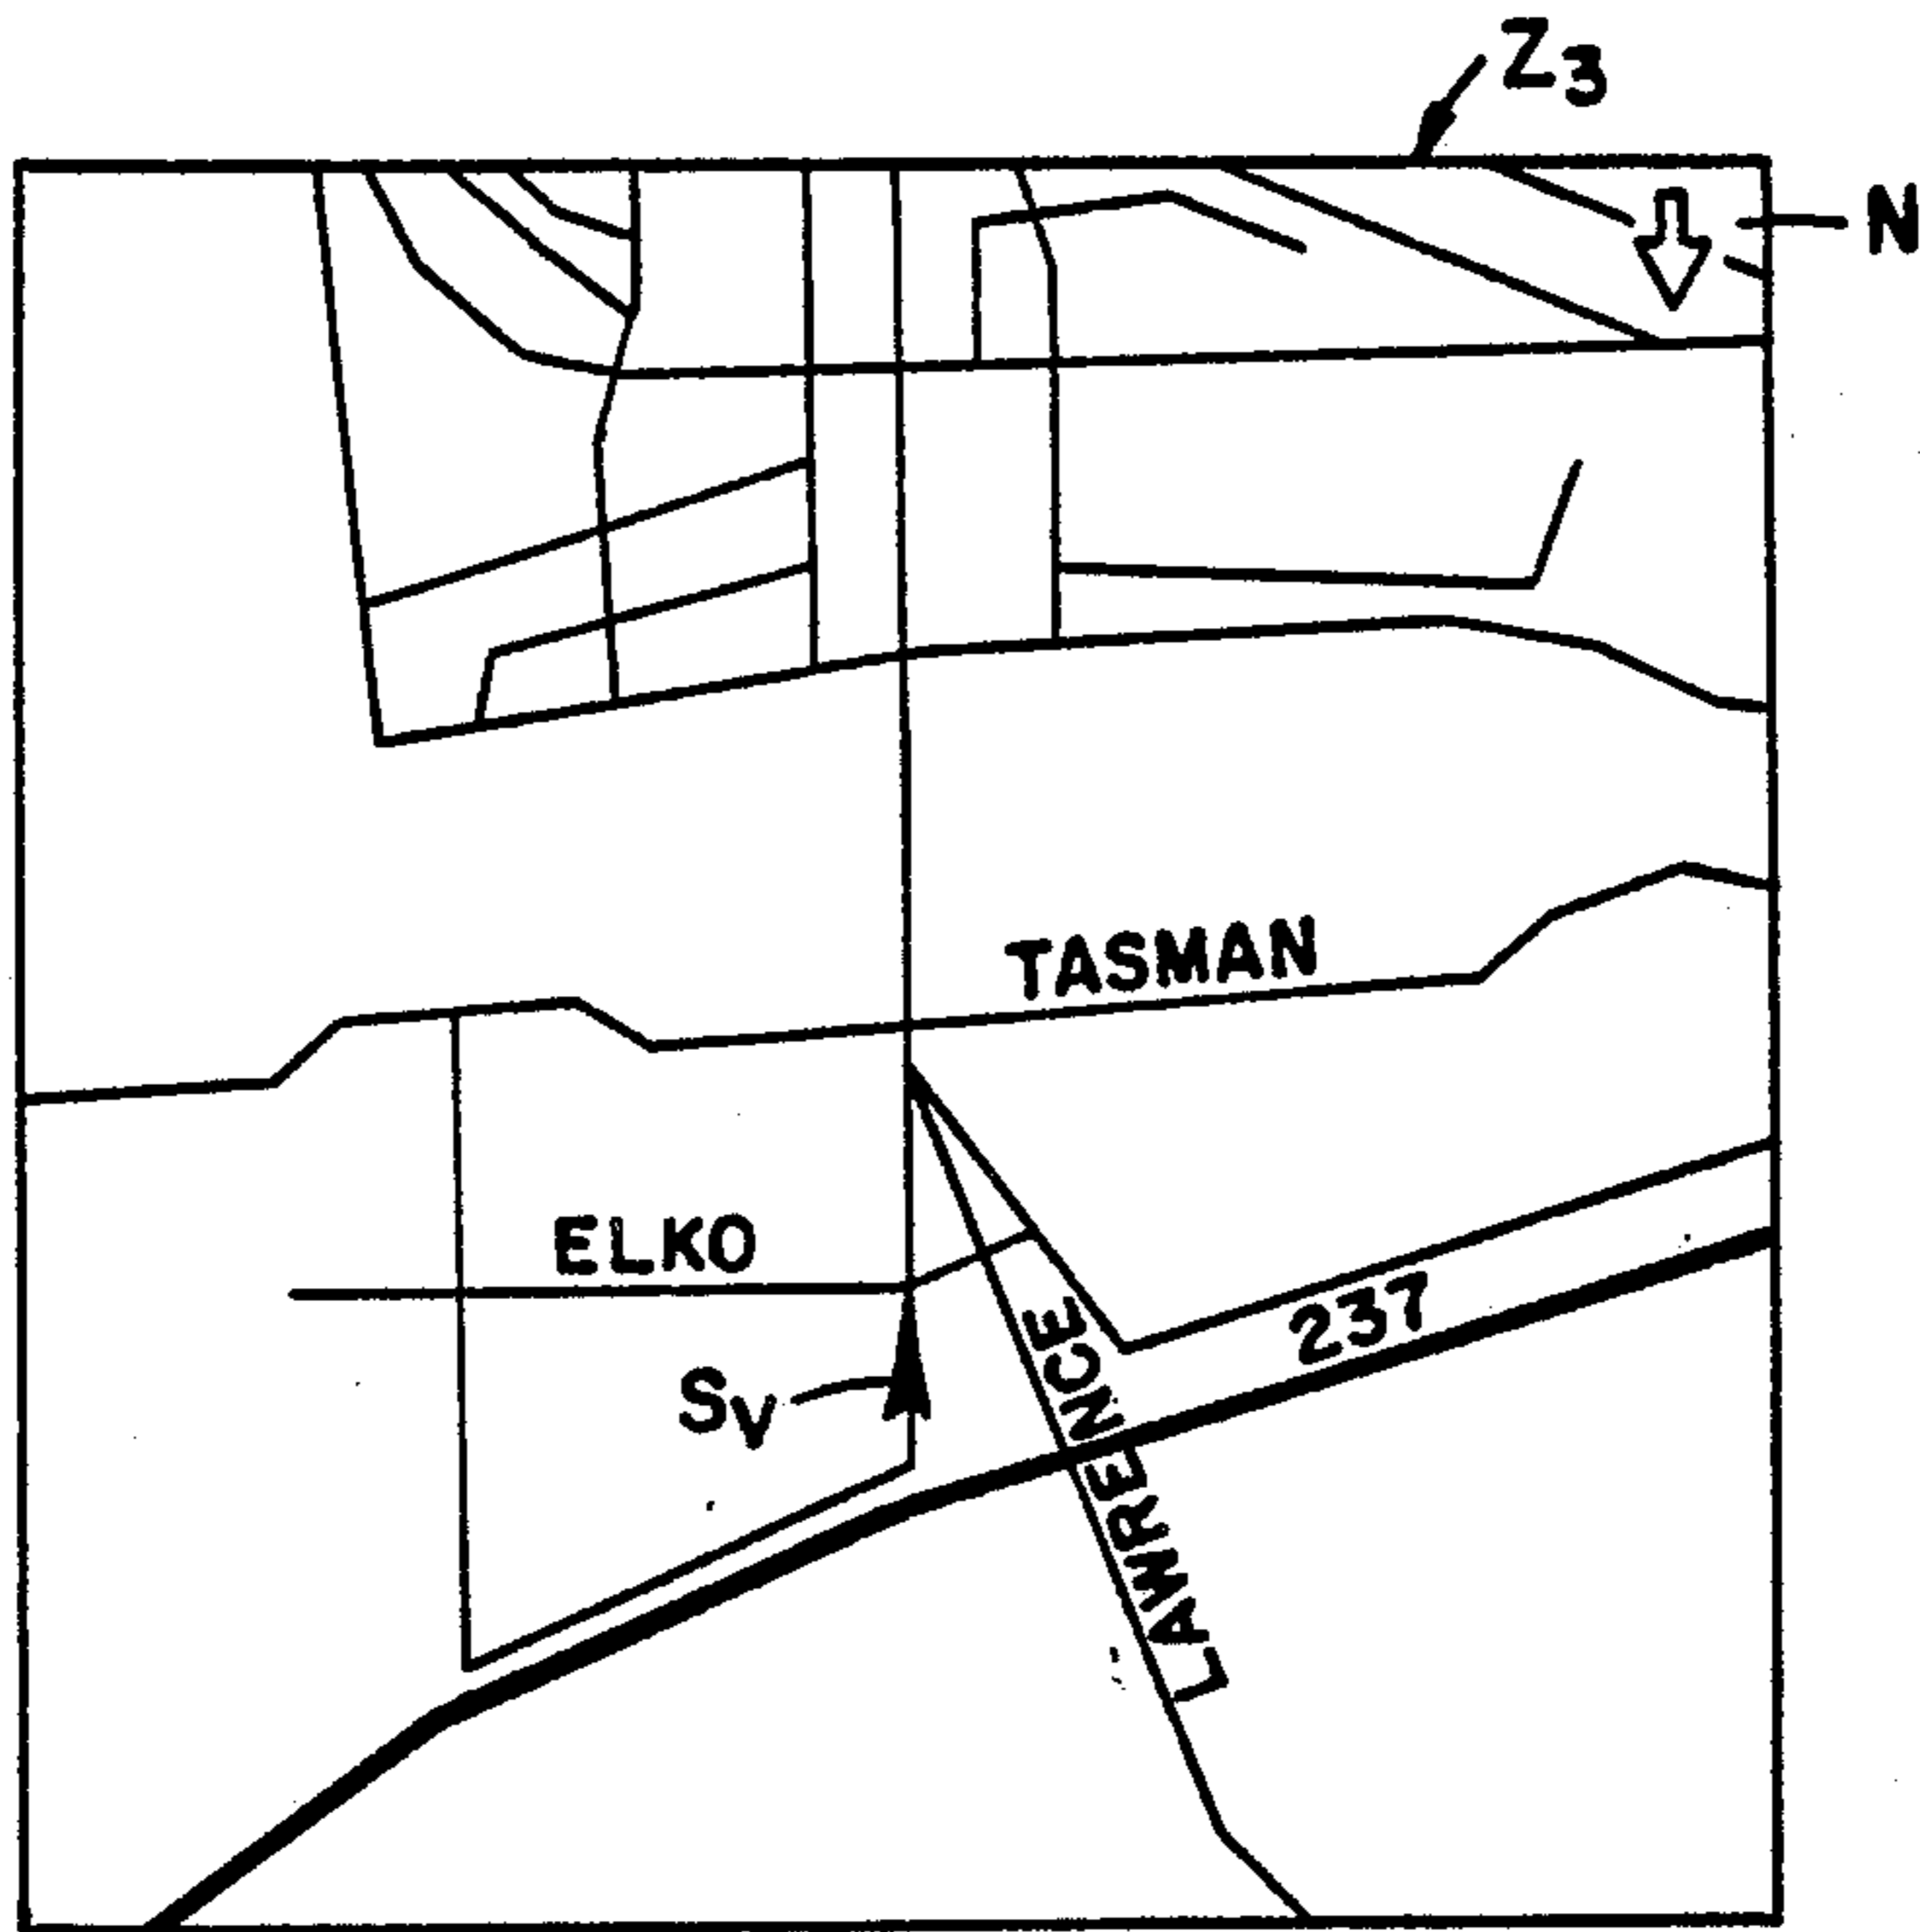 Z3
N
TASMAN
ELKO
237
LAWRENCE
SV